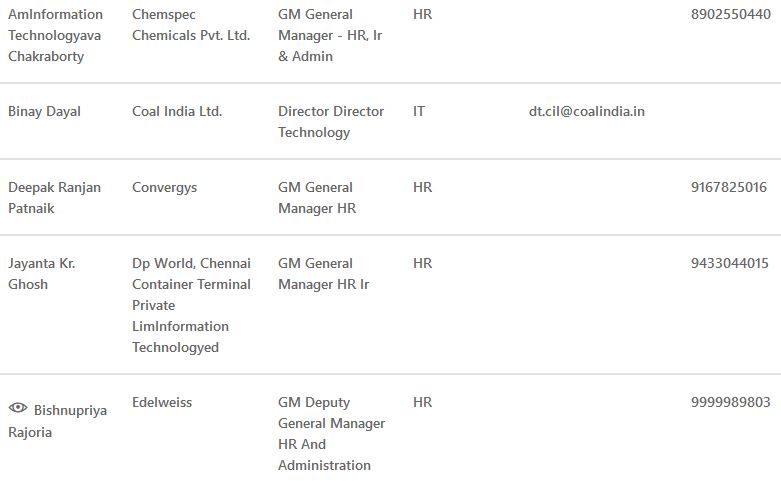 AmInformation Chemspec GM General HR 8902550440
Technologyava Chemicals Pvt. Ltd. Manager - HR, Ir
Chakraborty & Admin
Binay Dayal Coal India Ltd. Director Director IT dt.cil@coalindia.in
Technology
Deepak Ranjan Convergys GM General HR 9167825016
Patnaik Manager HR
Jayanta Kr. Dp World, Chennai GM General HR 9433044015
Ghosh Container Terminal Manager HR Ir
Private
LimInformation
Technologyed
Bishnupriya Edelweiss GM Deputy HR 9999989803
Rajoria General Manager
HR And
Administration